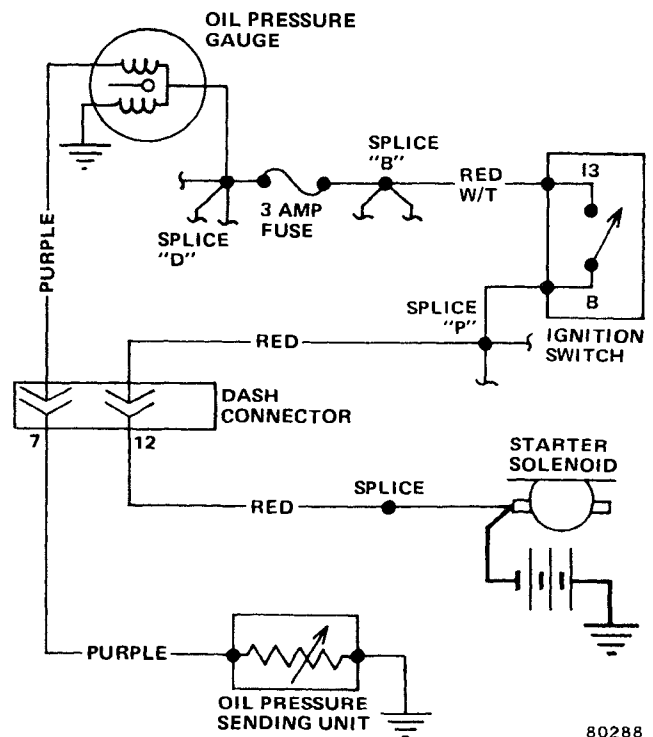 OIL PRESSURE
GAUGE
SPLICE
"B"
RED
W/T
I3
3 AMP
FUSE
SPLICE
"D"
PURPLE
B
SPLICE
"P"
IGNITION
SWITCH
RED
DASH
CONNECTOR
7
12
STARTER
SOLENOID
SPLICE
RED
PURPLE
OIL PRESSURE
SENDING UNIT
80288